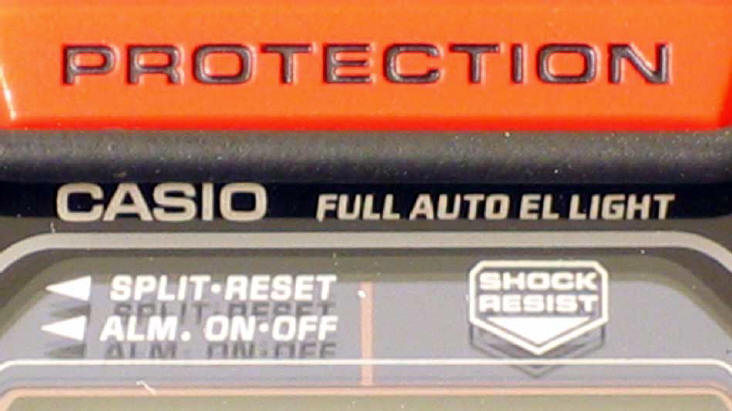 PROTECTION
CASIO FULL AUTO EL LIGHT
SPLIT·RESET
ALM. ON·OFF
SHOCK
RESIST